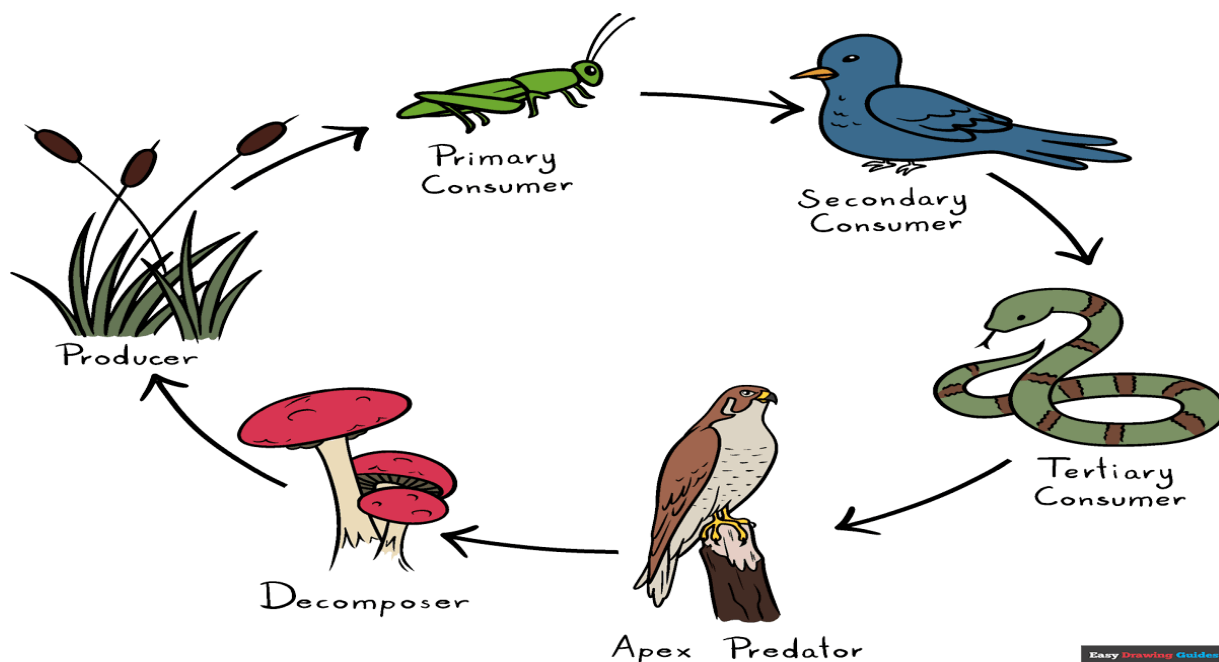 Primary
Consumer
Secondary
Consumer
Producer
Tertiary
Consumer
Decomposer
Apex Predator
Easy Drawing Guides